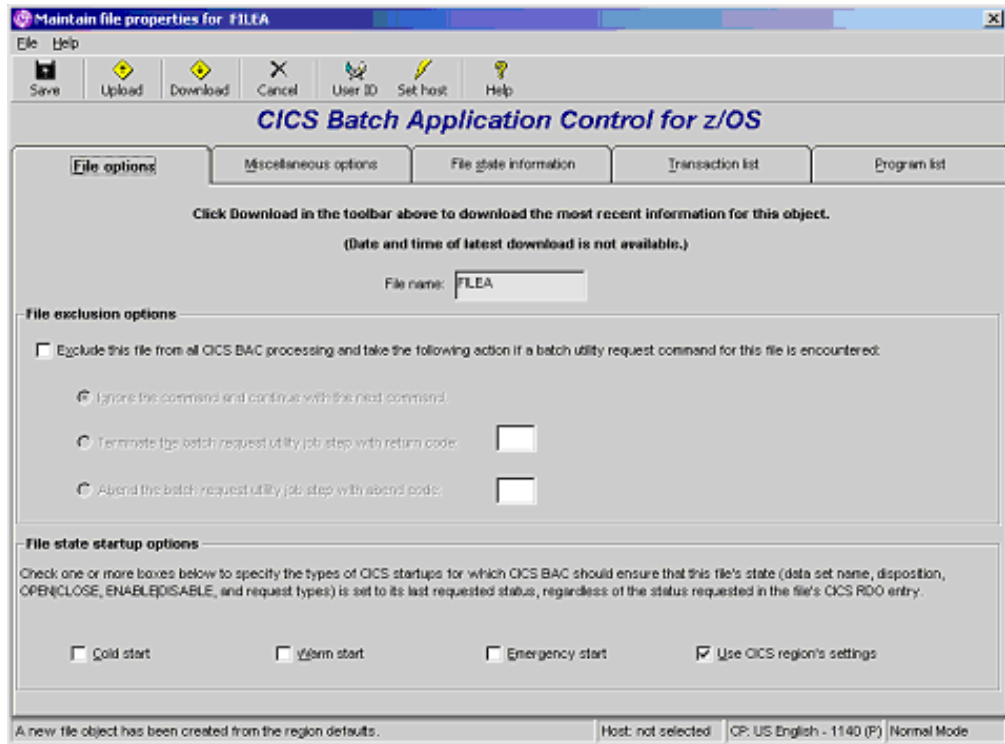 Maintain file properties for FILEA
File Help
Save Upload Download Cancel User ID Set host Help
CICS Batch Application Control for z/OS
File options Miscellaneous options File state information Transaction list Program list
Click Download in the toolbar above to download the most recent information for this object.
(Date and time of latest download is not available.)
File name: FILEA
File exclusion options
Exclude this file from all CICS BAC processing and take the following action if a batch utility request command for this file is encountered:
Ignore the command and continue with the next command.
Terminate the batch request utility job step with return code:
Abend the batch request utility job step with abend code:
File state startup options
Check one or more boxes below to specify the types of CICS startups for which CICS BAC should ensure that this file's state (data set name, disposition,
OPEN|CLOSE, ENABLE|DISABLE, and request types) is set to its last requested status, regardless of the status requested in the file's CICS RDO entry.
Cold start Warm start Emergency start Use CICS region's settings
A new file object has been created from the region defaults. Host: not selected CP: US English - 1140 (P) Normal Mode